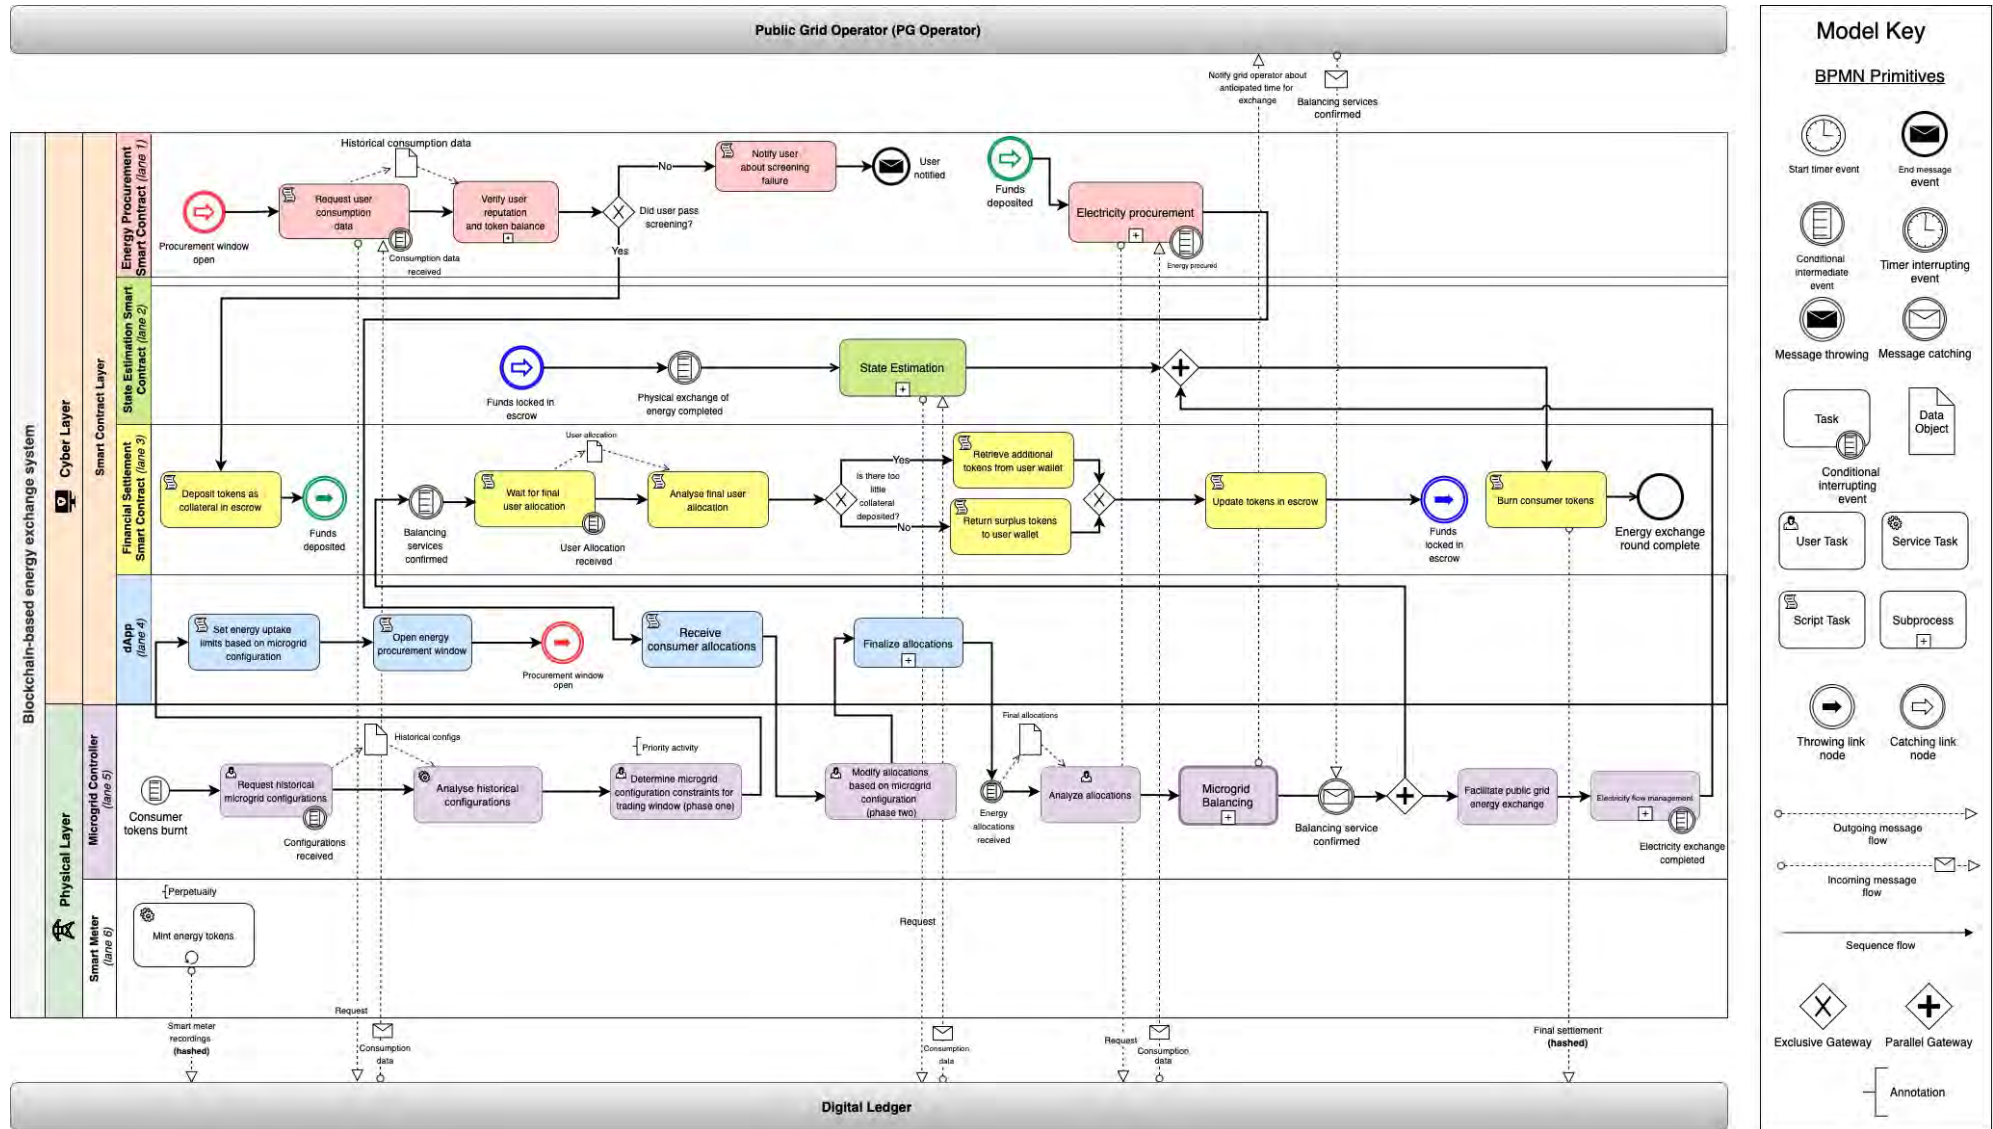 Public Grid Operator (PG Operator)
Notify grid operator about
anticipated time for
exchange
Balancing services
confirmed
Blockchain-based energy exchange system
Cyber Layer
Smart Contract Layer
Energy Procurement
Smart Contract (lane 1)
Procurement window
open
Request user
consumption
data
Historical consumption data
Consumption data
received
Verify user
reputation
and token balance
Did user pass
screening?
No
Yes
Notify user
about screening
failure
User
notified
Funds
deposited
Electricity procurement
Energy procured
State Estimation Smart
Contract (lane 2)
Funds locked in
escrow
Physical exchange of
energy completed
State Estimation
Financial Settlement
Smart Contract (lane 3)
Deposit tokens as
collateral in escrow
Funds
deposited
Balancing
services
confirmed
Wait for final
user allocation
User allocation
User Allocation
received
Analyse final user
allocation
Is there too
little
collateral
deposited?
Yes
No
Retrieve additional
tokens from user wallet
Return surplus tokens
to user wallet
Update tokens in escrow
Funds
locked in
escrow
Burn consumer tokens
Energy exchange
round complete
dApp
(lane 4)
Set energy uptake
limits based on microgrid
configuration
Open energy
procurement window
Procurement window
open
Receive
consumer allocations
Finalize allocations
Physical Layer
Microgrid Controller
(lane 5)
Consumer
tokens burnt
Request historical
microgrid configurations
Historical configs
Configurations
received
Analyse historical
configurations
Priority activity
Determine microgrid
configuration constraints for
trading window (phase one)
Modify allocations
based on microgrid
configuration
(phase two)
Energy
allocations
received
Final allocations
Analyze allocations
Microgrid
Balancing
Balancing service
confirmed
Facilitate public grid
energy exchange
Electricity flow management
Electricity exchange
completed
Smart Meter
(lane 6)
Perpetually
Mint energy tokens
Request
Smart meter
recordings
(hashed)
Request
Consumption
data
Consumption
data
Request
Consumption
data
Final settlement
(hashed)
Digital Ledger
Model Key
BPMN Primitives
Start timer event
End message
event
Conditional
intermediate
event
Timer interrupting
event
Message throwing
Message catching
Task
Data
Object
Conditional
interrupting
event
User Task
Service Task
Script Task
Subprocess
Throwing link
node
Catching link
node
Outgoing message
flow
Incoming message
flow
Sequence flow
Exclusive Gateway
Parallel Gateway
Annotation